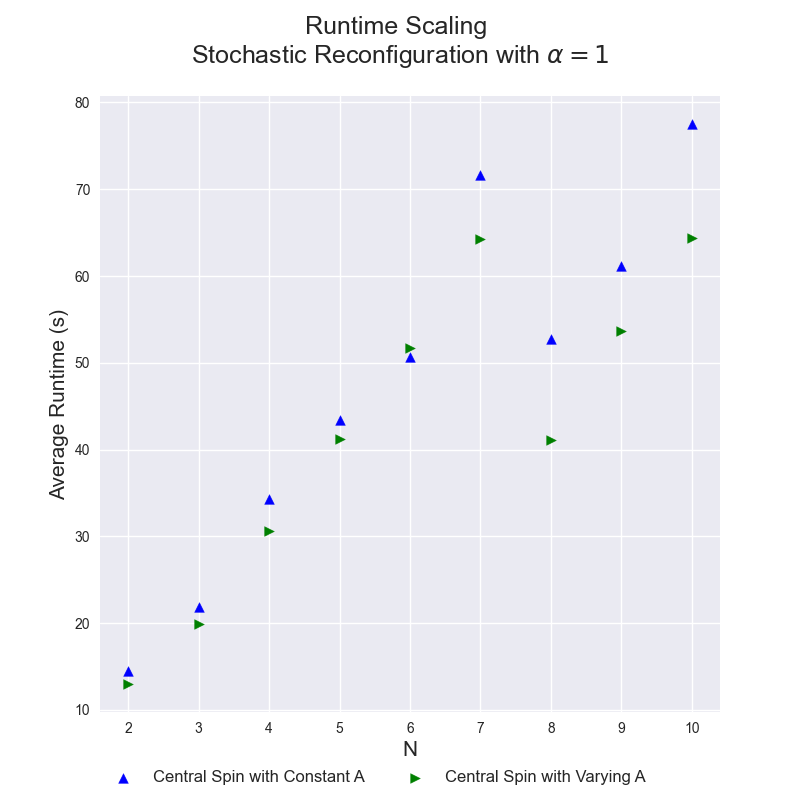 Runtime Scaling
Stochastic Reconfiguration with α = 1
80
70
60
50
40
30
20
10
Average Runtime (s)
2 3 4 5 6 7 8 9 10
N
Central Spin with Constant A Central Spin with Varying A